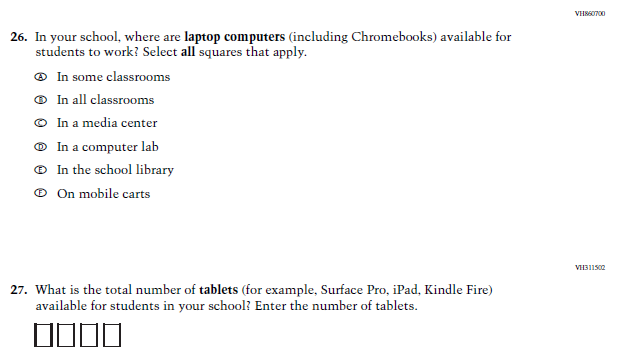 VH860700
26. In your school, where are laptop computers (including Chromebooks) available for
students to work? Select all squares that apply.
A In some classrooms
B In all classrooms
C In a media center
D In a computer lab
E In the school library
F On mobile carts
VH311502
27. What is the total number of tablets (for example, Surface Pro, iPad, Kindle Fire)
available for students in your school? Enter the number of tablets.